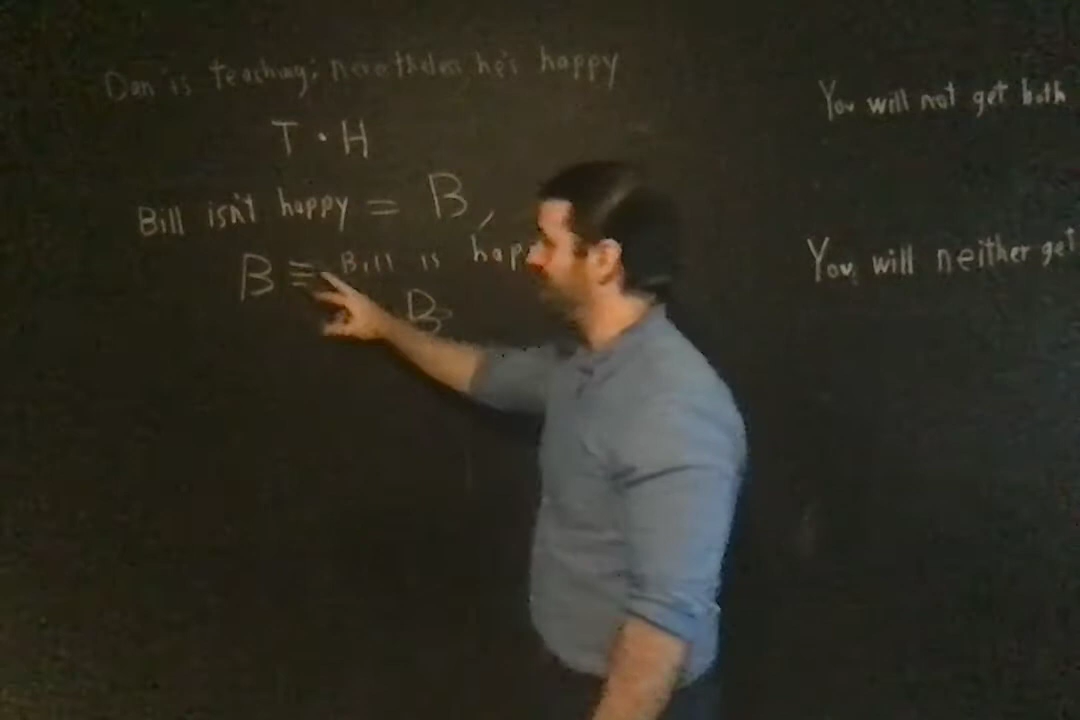 Dan is teaching; nevertheless he's happy
T · H
Bill isn't happy = B,
B ≡ Bill is happ
B
You will not get both
You will neither get